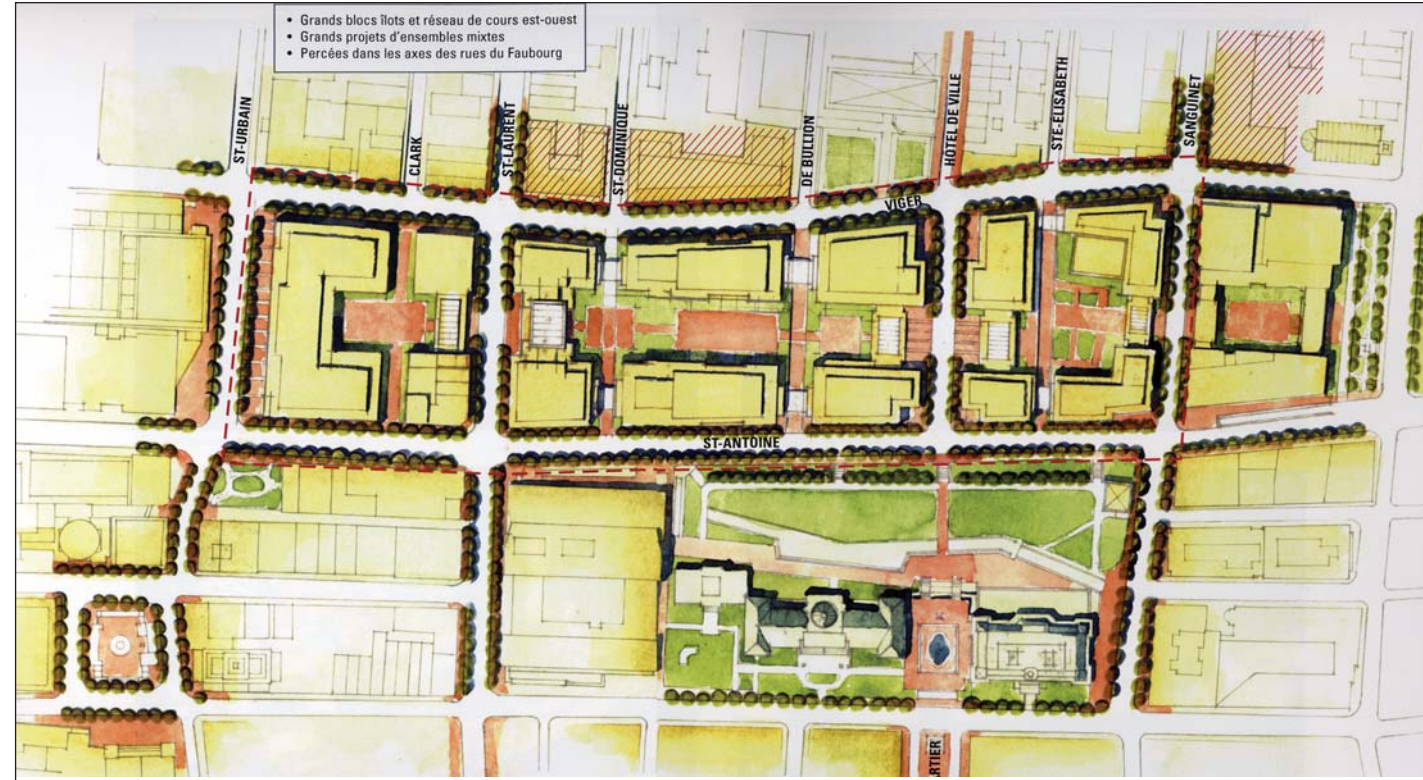 • Grands blocs îlots et réseau de cours est-ouest
• Grands projets d'ensembles mixtes
• Percées dans les axes des rues du Faubourg
ST-URBAIN
CLARK
ST-LAURENT
ST-DOMINIQUE
DE BULLION
HÔTEL DE VILLE
STE-ELISABETH
SANGUINET
VIGER
ST-ANTOINE
ARTIER